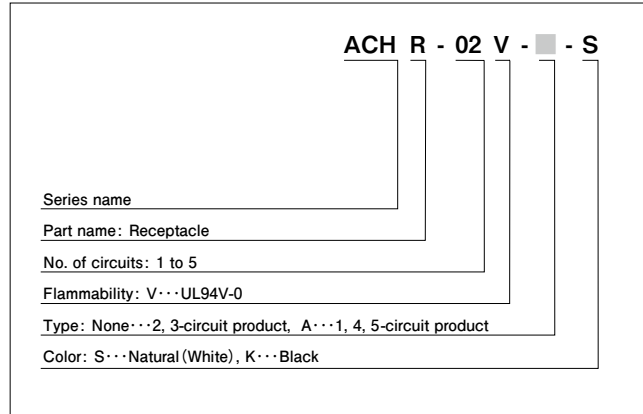 ACH R - 02 V - - S
Series name
Part name: Receptacle
No. of circuits: 1 to 5
Flammability: V･･･UL94V-0
Type: None･･･2, 3-circuit product, A･･･1, 4, 5-circuit product
Color: S･･･Natural(White), K･･･Black